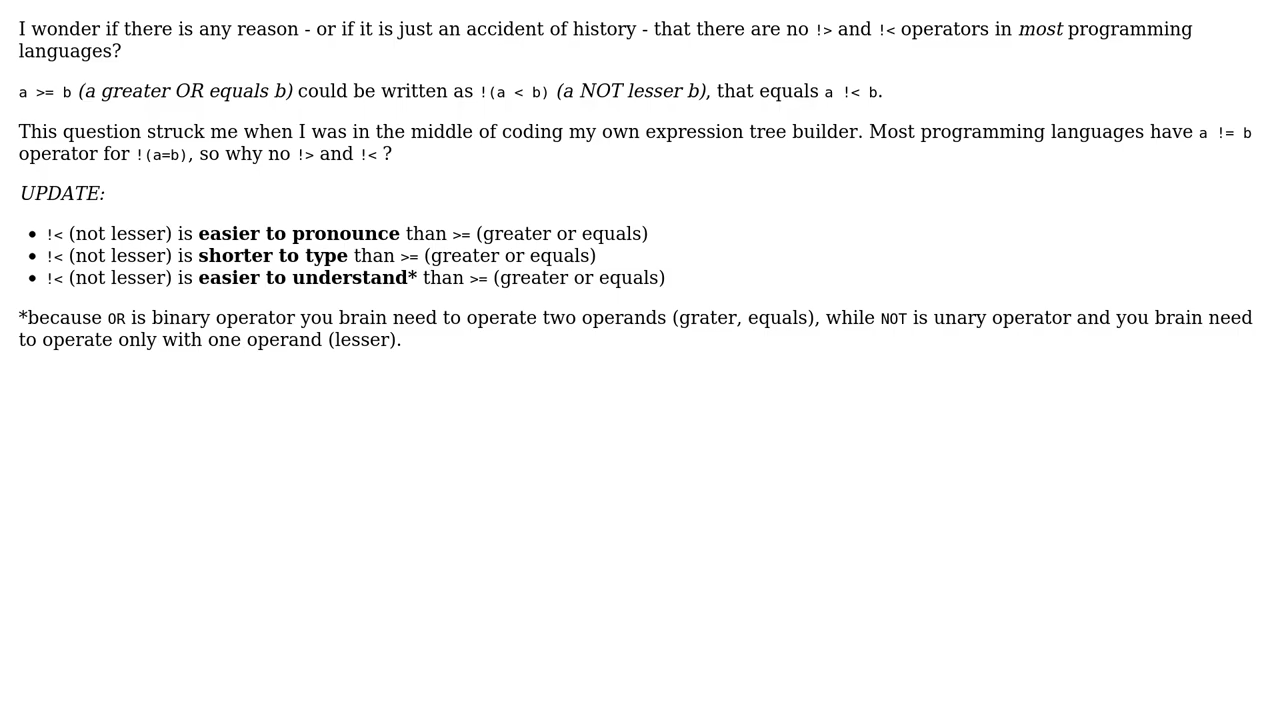 I wonder if there is any reason - or if it is just an accident of history - that there are no !> and !< operators in most programming
languages?
a >= b (a greater OR equals b) could be written as !(a < b) (a NOT lesser b), that equals a !< b.
This question struck me when I was in the middle of coding my own expression tree builder. Most programming languages have a != b
operator for !(a=b), so why no !> and !< ?
UPDATE:
• !< (not lesser) is easier to pronounce than >= (greater or equals)
• !< (not lesser) is shorter to type than >= (greater or equals)
• !< (not lesser) is easier to understand* than >= (greater or equals)
*because OR is binary operator you brain need to operate two operands (grater, equals), while NOT is unary operator and you brain need
to operate only with one operand (lesser).